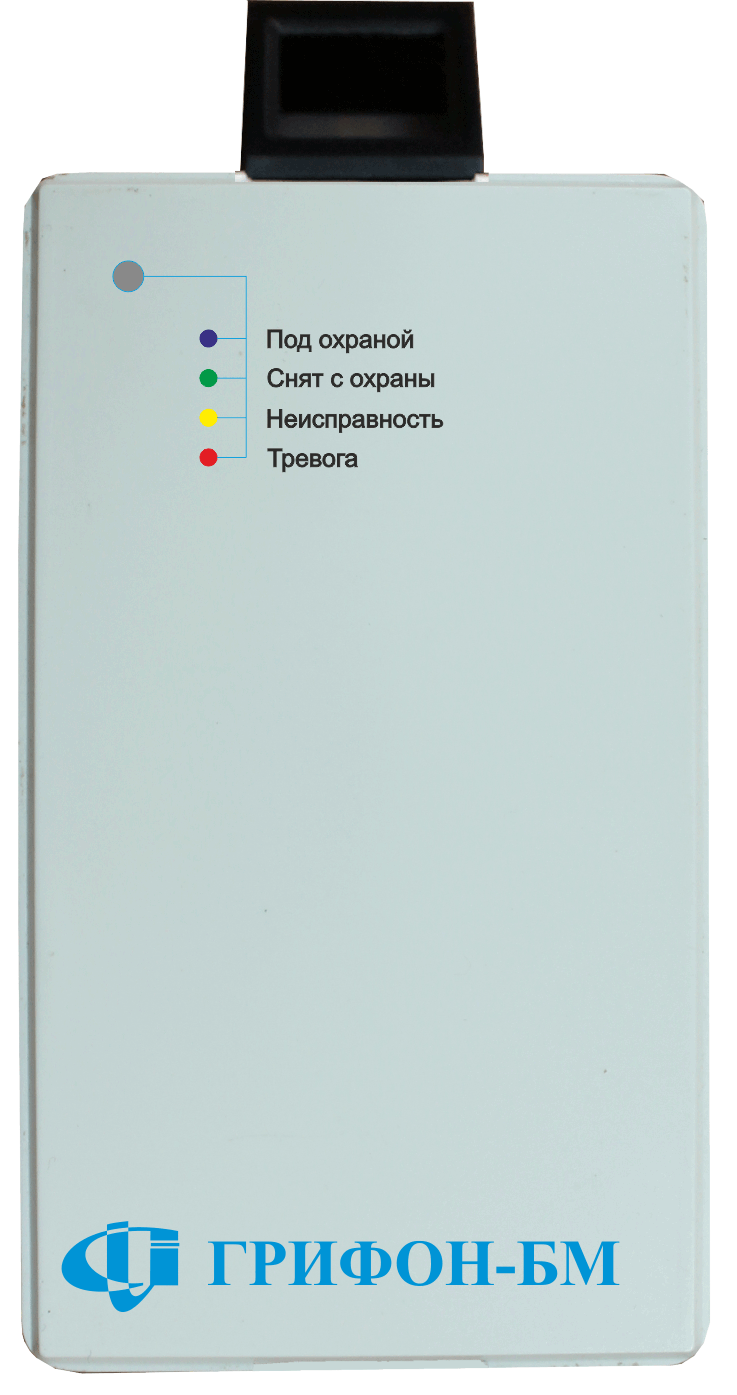 Под охраной
Снят с охраны
Неисправность
Тревога
ГРИФОН-БМ